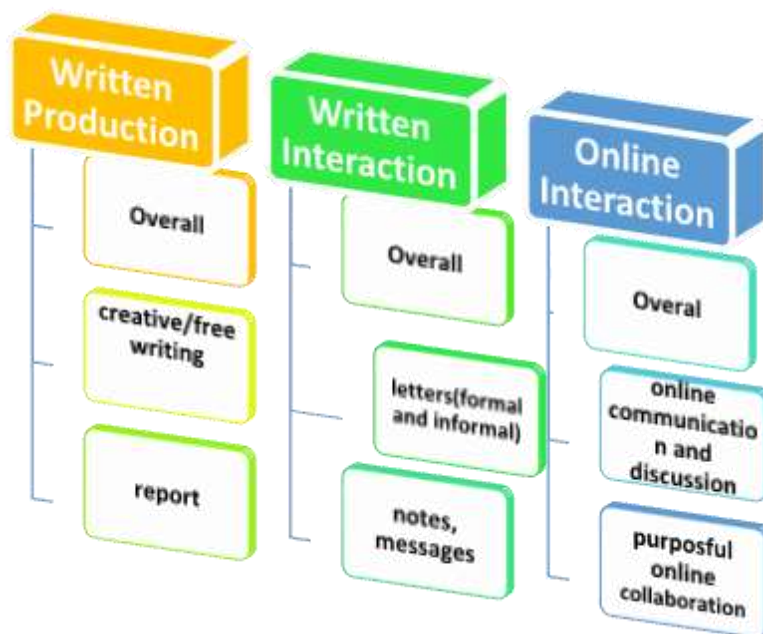 Written
Production
Overall
creative/free
writing
report
Written
Interaction
Overall
letters(formal
and informal)
notes,
messages
Online
Interaction
Overal
online
communicatio
n and
discussion
purposful
online
collaboration